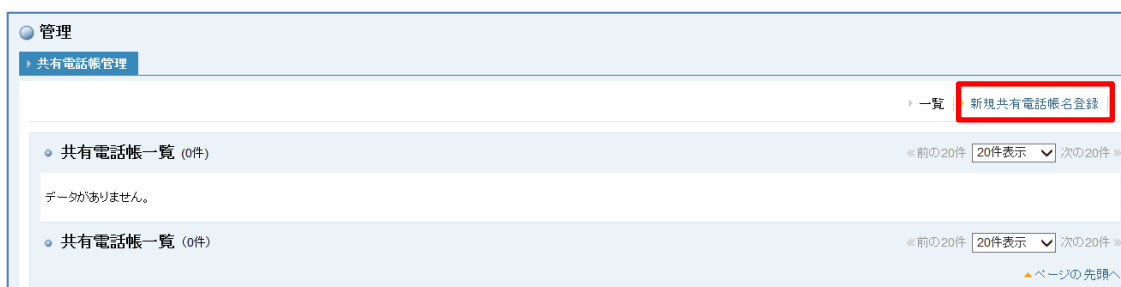 管理
共有電話帳管理
一覧 | 新規共有電話帳名登録 |
共有電話帳一覧 (0件) «前の20件 20件表示 次の20件»
データがありません。
共有電話帳一覧 (0件) «前の20件 20件表示 次の20件»
ページの先頭へ